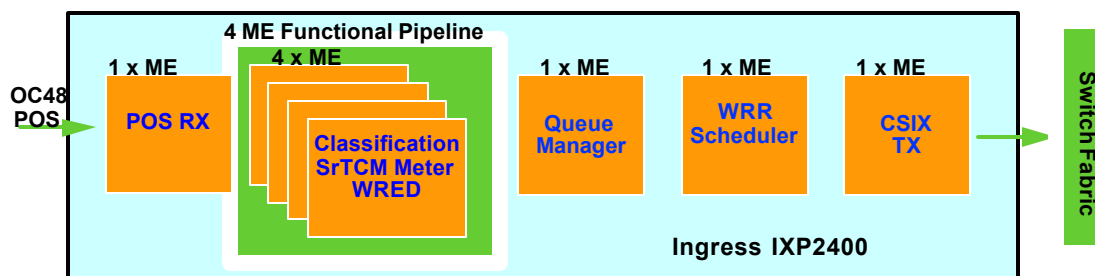 4 ME Functional Pipeline
1 x ME
4 x ME
1 x ME
1 x ME
1 x ME
OC48
POS
POS RX
Classification
SrTCM Meter
WRED
Queue
Manager
WRR
Scheduler
CSIX
TX
Switch Fabric
Ingress IXP2400